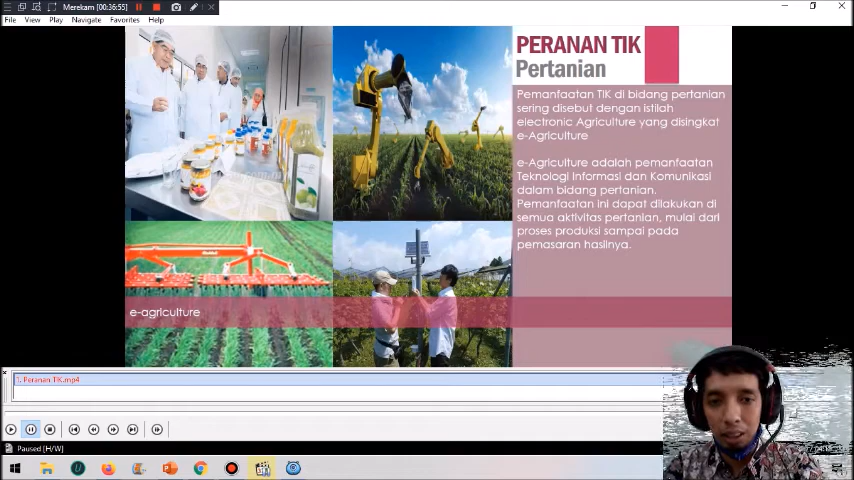 Merekam [00:36:55]
File View Play Navigate Favorites Help
PERANAN TIK
Pertanian
Pemanfaatan TIK di bidang pertanian
sering disebut dengan istilah
electronic Agriculture yang disingkat
e-Agriculture
e-Agriculture adalah pemanfaatan
Teknologi Informasi dan Komunikasi
dalam bidang pertanian.
Pemanfaatan ini dapat dilakukan di
semua aktivitas pertanian, mulai dari
proses produksi sampai pada
pemasaran hasilnya.
e-agriculture
1. Peranan TIK.mp4
Paused [H/W]